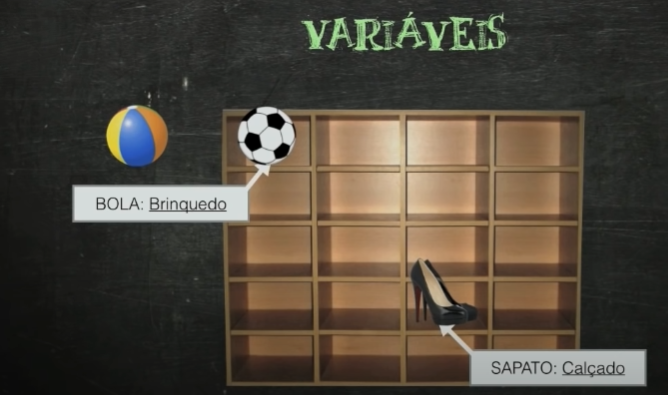 VARIÁVEIS
BOLA: Brinquedo
SAPATO: Calçado